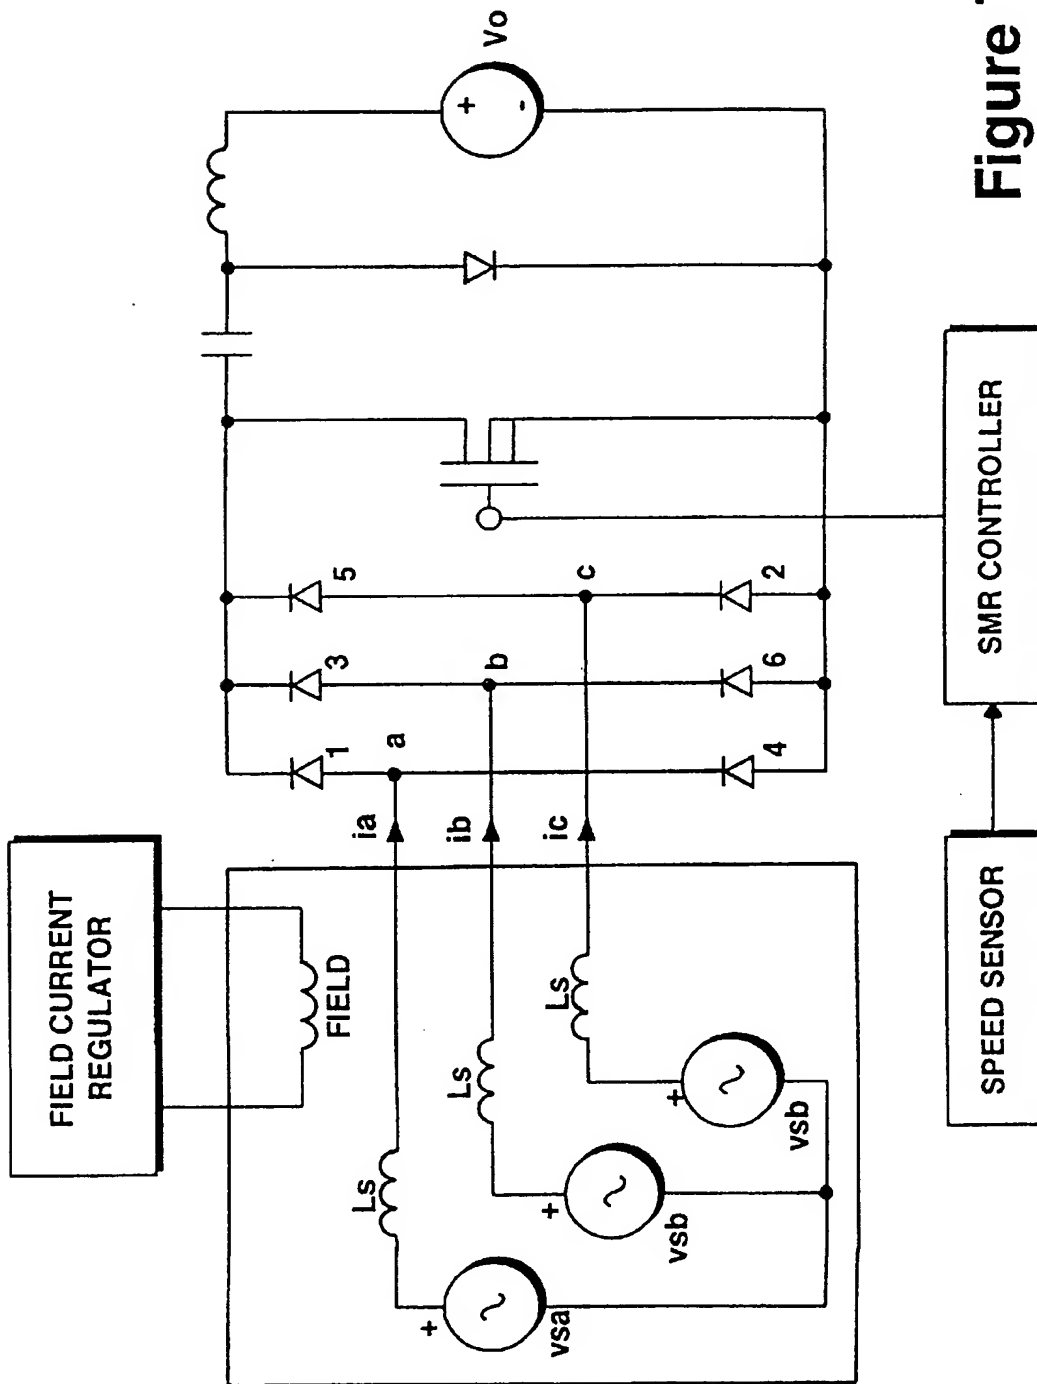 FIELD CURRENT
REGULATOR
FIELD
Ls
Ls
Ls
+
vsa
+
vsb
+
vsb
ia
ib
ic
a
b
c
1
3
5
4
6
2
+
-
Vo
SPEED SENSOR
SMR CONTROLLER
Figure